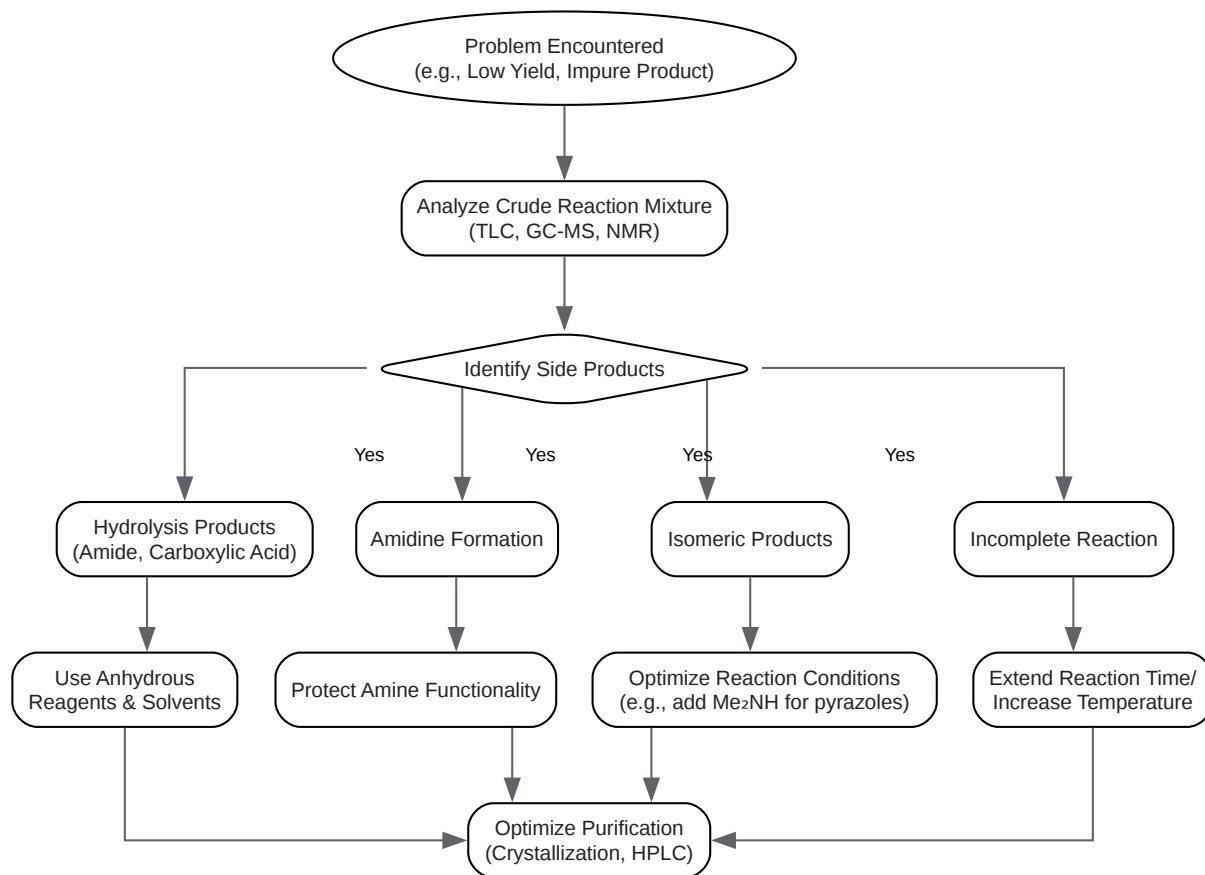 Problem Encountered
(e.g., Low Yield, Impure Product)
Analyze Crude Reaction Mixture
(TLC, GC-MS, NMR)
Identify Side Products
Yes
Yes
Yes
Yes
Hydrolysis Products
(Amide, Carboxylic Acid)
Amidine Formation
Isomeric Products
Incomplete Reaction
Use Anhydrous
Reagents & Solvents
Protect Amine Functionality
Optimize Reaction Conditions
(e.g., add Me₂NH for pyrazoles)
Extend Reaction Time/
Increase Temperature
Optimize Purification
(Crystallization, HPLC)